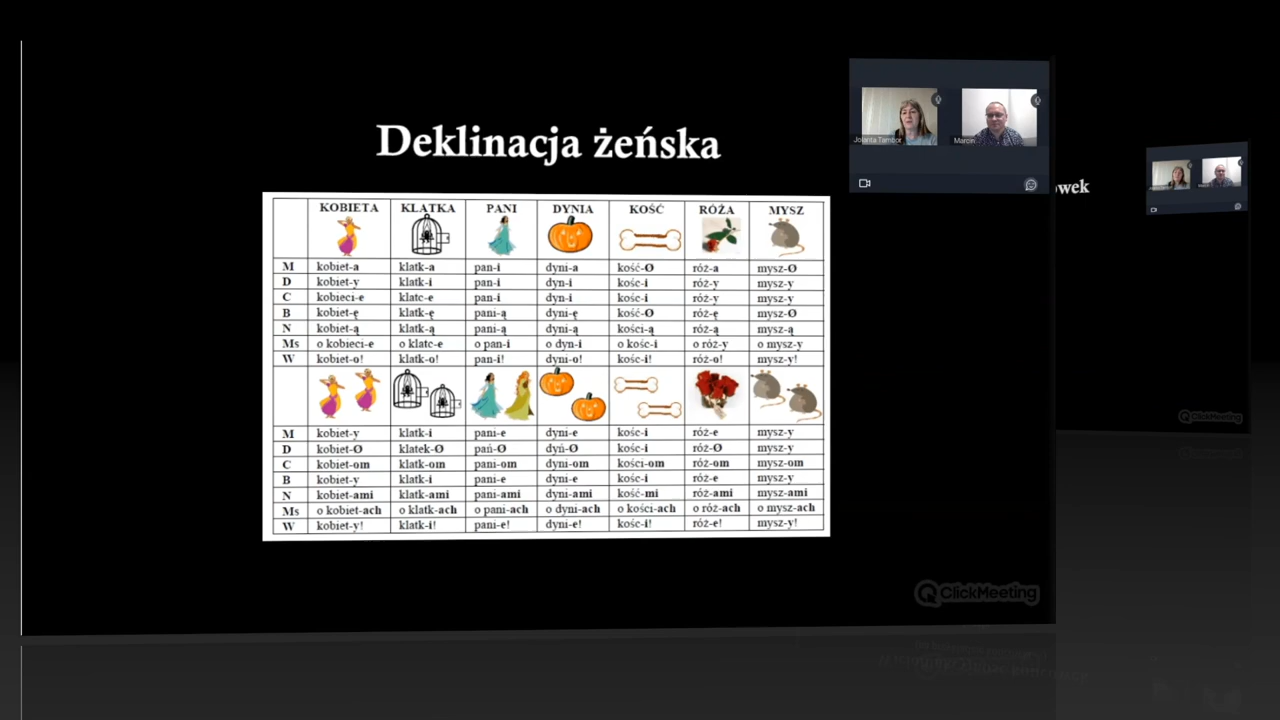 Deklinacja żeńska
Jolanta Tambor
Marcin
owek
KOBIETA KLATKA PANI DYNIA KOŚĆ RÓŻA MYSZ
M kobiet-a klatk-a pan-i dyni-a kość-Ø róż-a mysz-Ø
D kobiet-y klatk-i pan-i dyn-i kośc-i róż-y mysz-y
C kobieci-e klatc-e pan-i dyn-i kośc-i róż-y mysz-y
B kobiet-ę klatk-ę pani-ą dyni-ę kość-Ø róż-ę mysz-Ø
N kobiet-ą klatk-ą pani-ą dyni-ą kości-ą róż-ą mysz-ą
Ms o kobieci-e o klatc-e o pan-i o dyn-i o kośc-i o róż-y o mysz-y
W kobiet-o! klatk-o! pan-i! dyni-o! kośc-i! róż-o! mysz-y!
M kobiet-y klatk-i pani-e dyni-e kośc-i róż-e mysz-y
D kobiet-Ø klatek-Ø pań-Ø dyń-Ø kośc-i róż-Ø mysz-y
C kobiet-om klatk-om pani-om dyni-om kości-om róż-om mysz-om
B kobiet-y klatk-i pani-e dyni-e kośc-i róż-e mysz-y
N kobiet-ami klatk-ami pani-ami dyni-ami kość-mi róż-ami mysz-ami
Ms o kobiet-ach o klatk-ach o pani-ach o dyni-ach o kości-ach o róż-ach o mysz-ach
W kobiet-y! klatk-i! pani-e! dyni-e! kośc-i! róż-e! mysz-y!
ClickMeeting
ClickMeeting